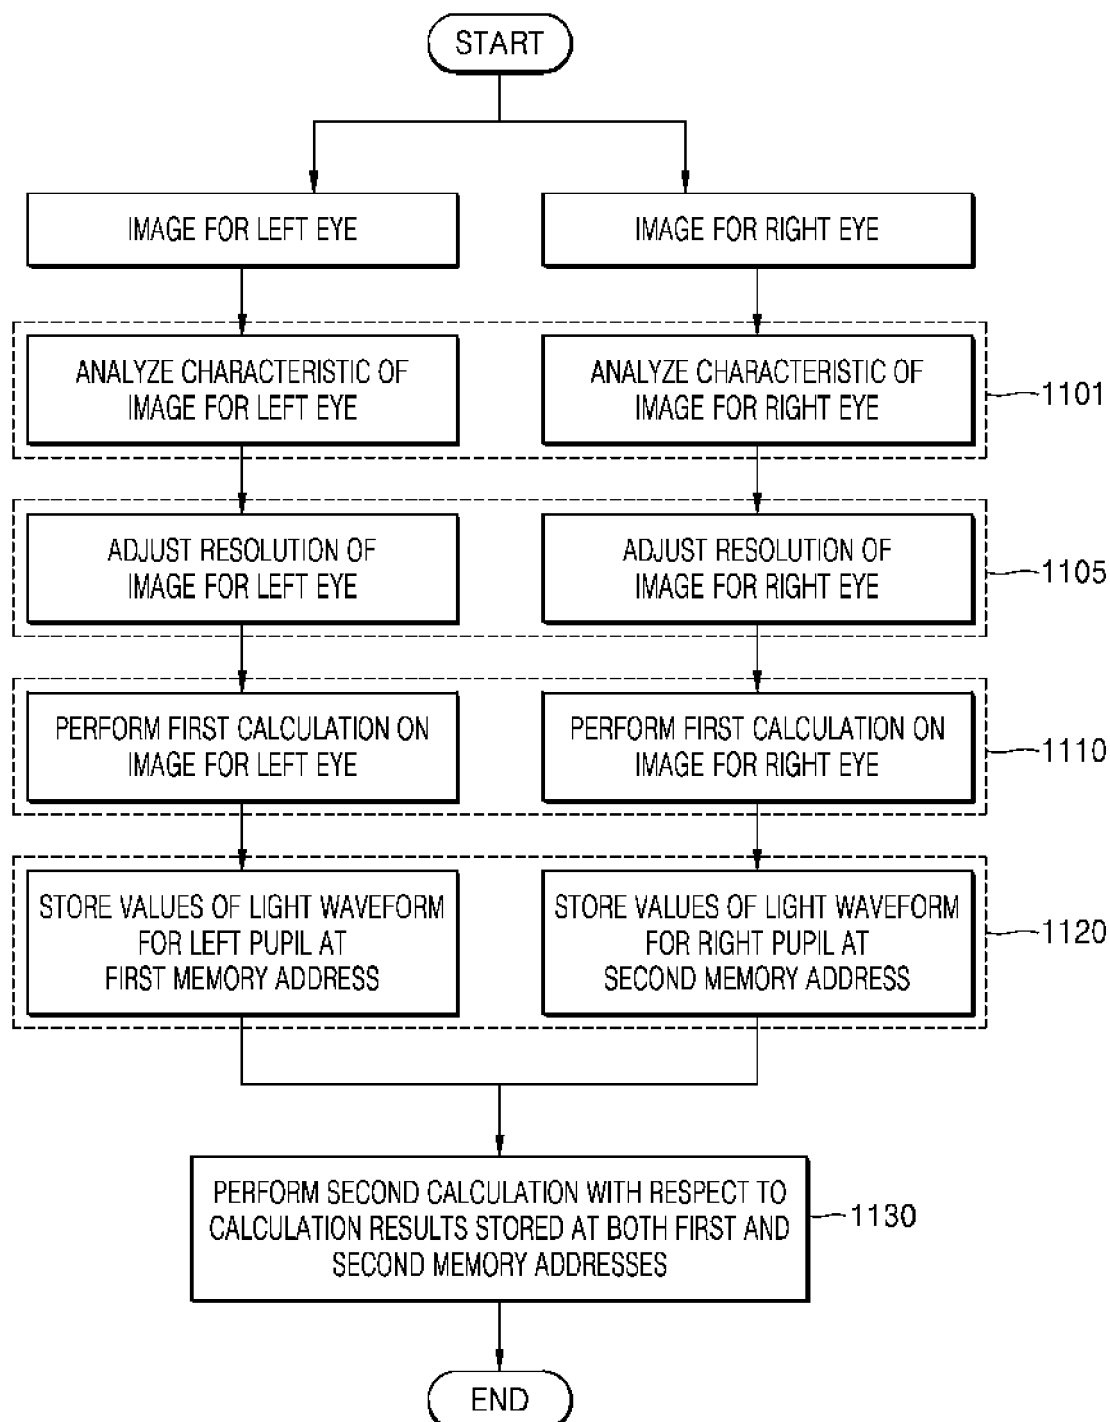 START
IMAGE FOR LEFT EYE
IMAGE FOR RIGHT EYE
ANALYZE CHARACTERISTIC OF
IMAGE FOR LEFT EYE
ANALYZE CHARACTERISTIC OF
IMAGE FOR RIGHT EYE
1101
ADJUST RESOLUTION OF
IMAGE FOR LEFT EYE
ADJUST RESOLUTION OF
IMAGE FOR RIGHT EYE
1105
PERFORM FIRST CALCULATION ON
IMAGE FOR LEFT EYE
PERFORM FIRST CALCULATION ON
IMAGE FOR RIGHT EYE
1110
STORE VALUES OF LIGHT WAVEFORM
FOR LEFT PUPIL AT
FIRST MEMORY ADDRESS
STORE VALUES OF LIGHT WAVEFORM
FOR RIGHT PUPIL AT
SECOND MEMORY ADDRESS
1120
PERFORM SECOND CALCULATION WITH RESPECT TO
CALCULATION RESULTS STORED AT BOTH FIRST AND
SECOND MEMORY ADDRESSES
1130
END